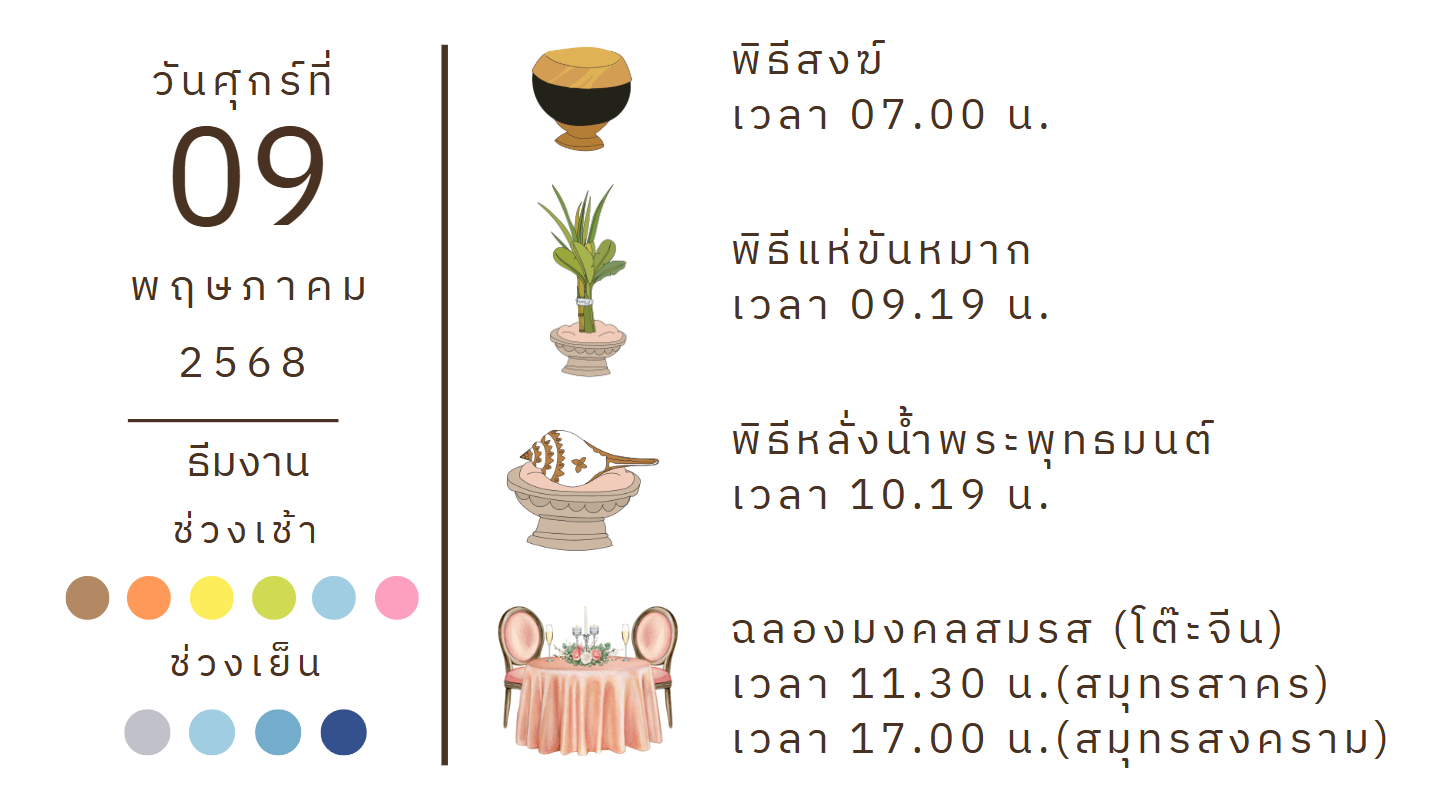 วันศุกร์ที่
09
พฤษภาคม
2568
ธีมงาน
ช่วงเช้า
ช่วงเย็น
พิธีสงฆ์
เวลา 07.00 น.
พิธีแห่ขันหมาก
เวลา 09.19 น.
พิธีหลั่งน้ำพระพุทธมนต์
เวลา 10.19 น.
ฉลองมงคลสมรส (โต๊ะจีน)
เวลา 11.30 น.(สมุทรสาคร)
เวลา 17.00 น.(สมุทรสงคราม)